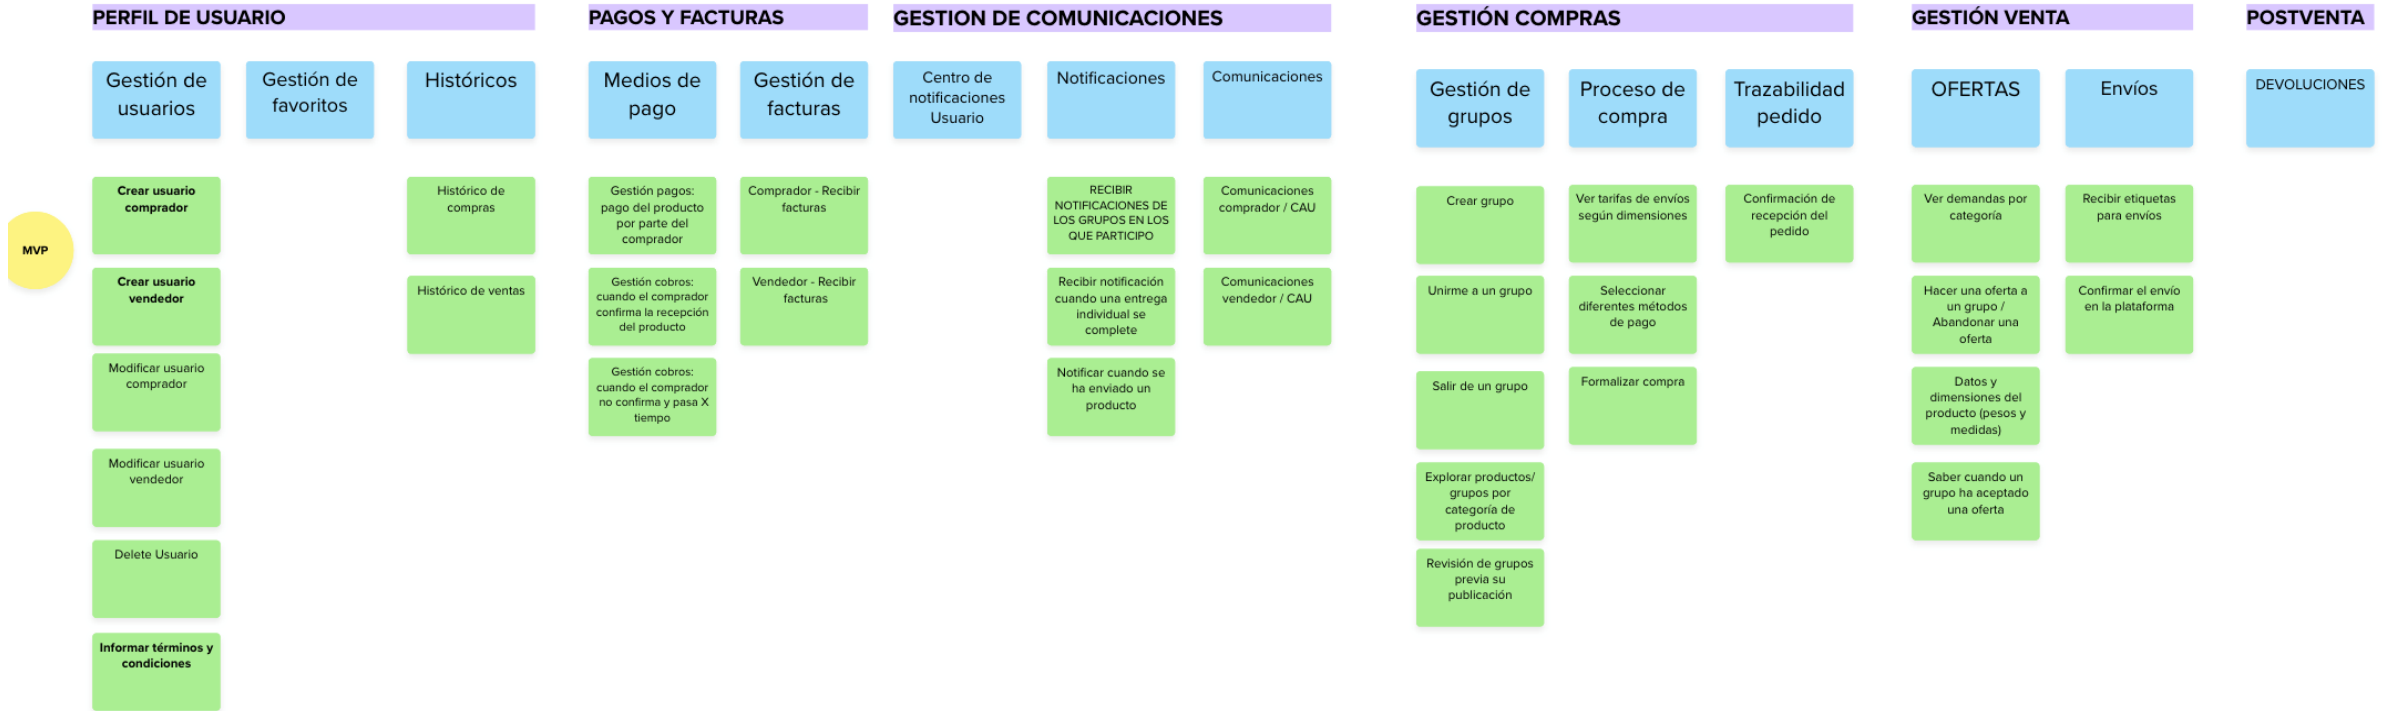 PERFIL DE USUARIO
PAGOS Y FACTURAS
GESTION DE COMUNICACIONES
GESTIÓN COMPRAS
GESTIÓN VENTA
POSTVENTA
Gestión de
usuarios
Gestión de
favoritos
Históricos
Medios de
pago
Gestión de
facturas
Centro de
notificaciones
Usuario
Notificaciones
Comunicaciones
Gestión de
grupos
Proceso de
compra
Trazabilidad
pedido
OFERTAS
Envíos
DEVOLUCIONES
MVP
Crear usuario
comprador
Crear usuario
vendedor
Modificar usuario
comprador
Modificar usuario
vendedor
Delete Usuario
Informar términos y
condiciones
Histórico de
compras
Histórico de ventas
Gestión pagos:
pago del producto
por parte del
comprador
Gestión cobros:
cuando el comprador
confirma la recepción
del producto
Gestión cobros:
cuando el comprador
no confirma y pasa X
tiempo
Comprador - Recibir
facturas
Vendedor - Recibir
facturas
RECIBIR
NOTIFICACIONES DE
LOS GRUPOS EN LOS
QUE PARTICIPO
Recibir notificación
cuando una entrega
individual se
complete
Notificar cuando se
ha enviado un
producto
Comunicaciones
comprador / CAU
Comunicaciones
vendedor / CAU
Crear grupo
Unirme a un grupo
Salir de un grupo
Explorar productos/
grupos por
categoría de
producto
Revisión de grupos
previa su
publicación
Ver tarifas de envíos
según dimensiones
Seleccionar
diferentes métodos
de pago
Formalizar compra
Confirmación de
recepción del
pedido
Ver demandas por
categoría
Hacer una oferta a
un grupo /
Abandonar una
oferta
Datos y
dimensiones del
producto (pesos y
medidas)
Saber cuando un
grupo ha aceptado
una oferta
Recibir etiquetas
para envíos
Confirmar el envío
en la plataforma